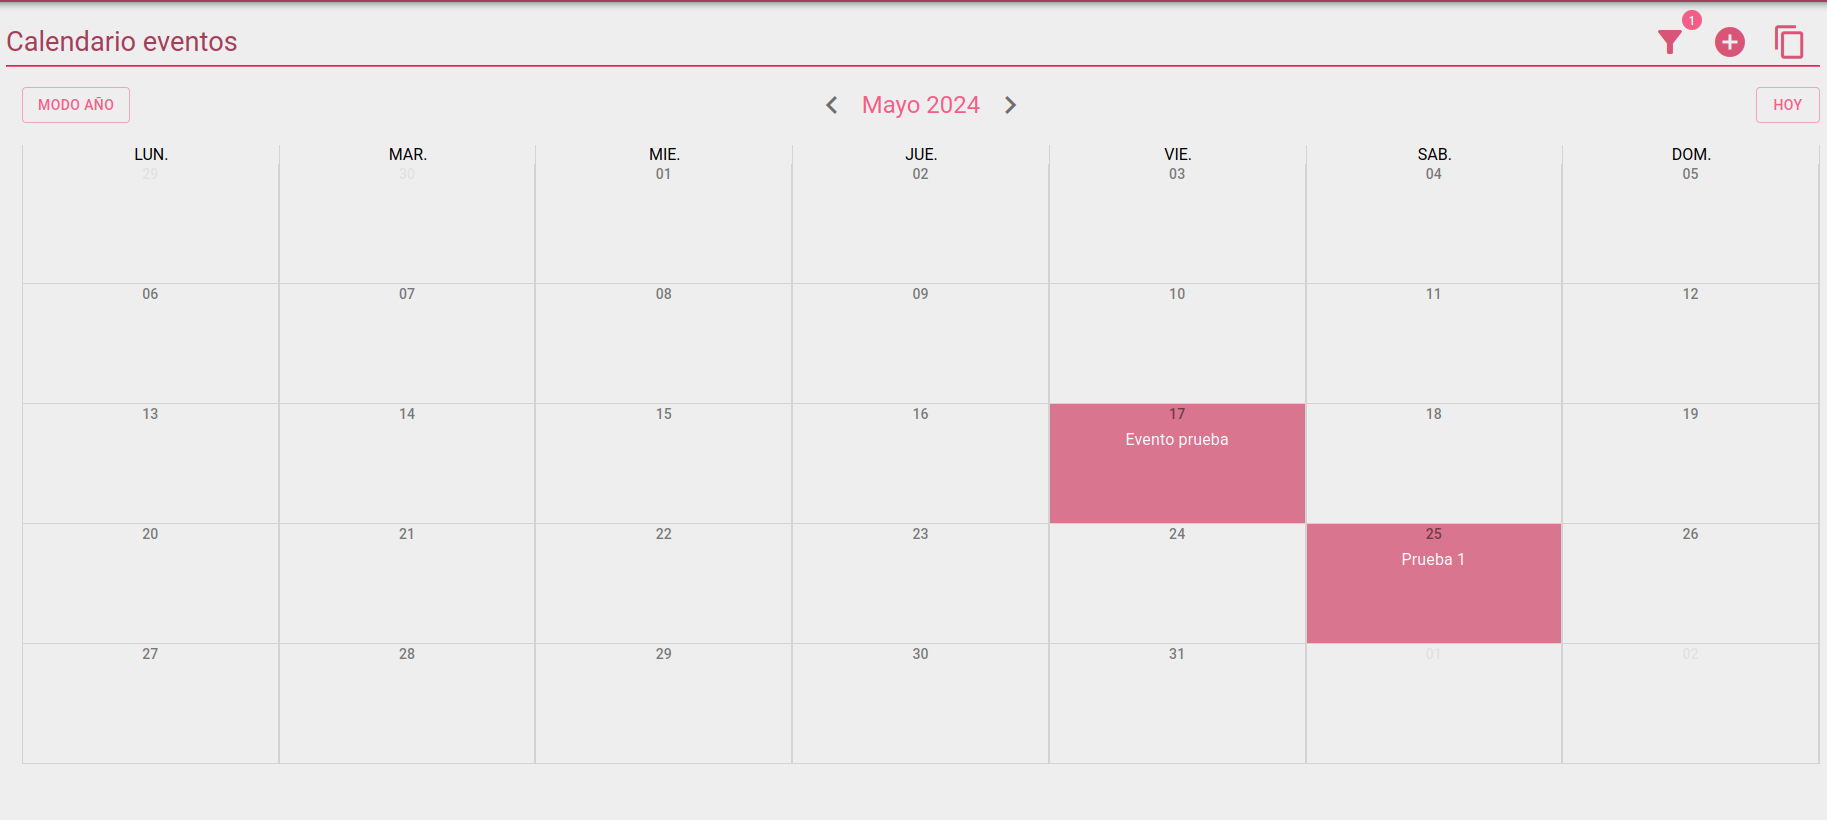 1
Calendario eventos
MODO AÑO
Mayo 2024
HOY
LUN. MAR. MIE. JUE. VIE. SAB. DOM.
29 30 01 02 03 04 05
06 07 08 09 10 11 12
13 14 15 16 17 18 19
Evento prueba
20 21 22 23 24 25 26
Prueba 1
27 28 29 30 31 01 02